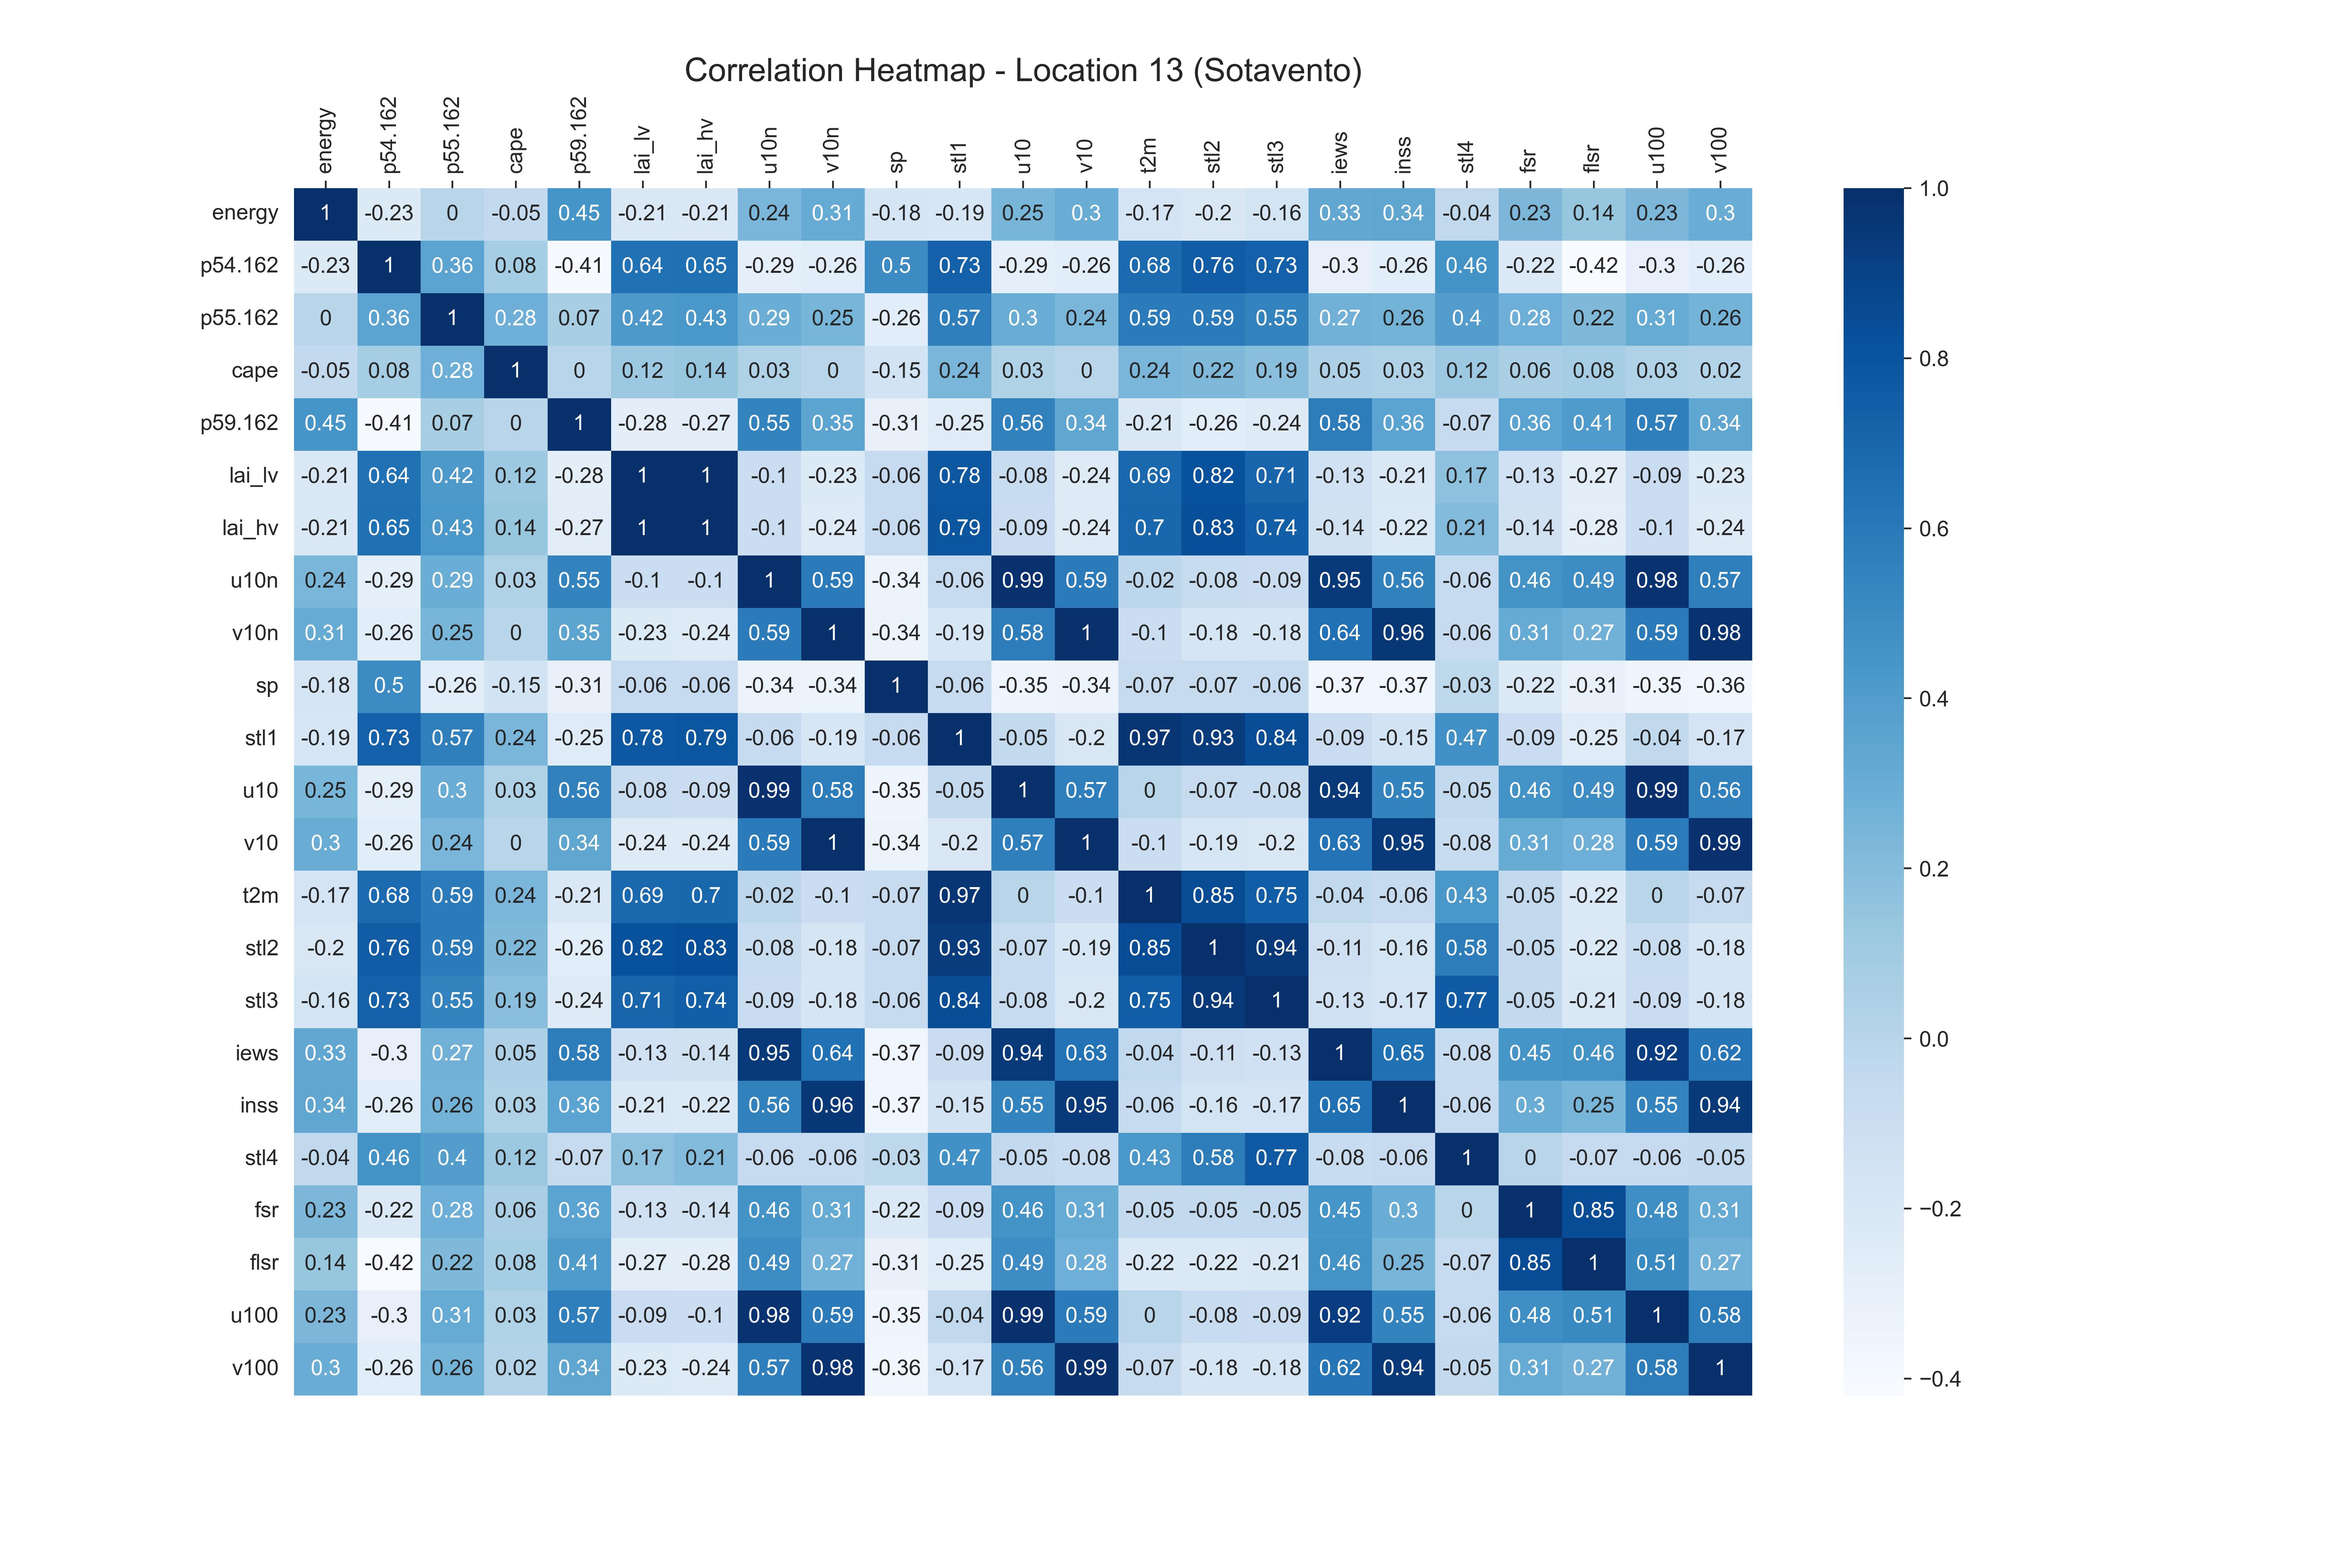 Correlation Heatmap - Location 13 (Sotavento)
energy p54.162 p55.162 cape p59.162 lai_lv lai_hv u10n v10n sp stl1 u10 v10 t2m stl2 stl3 iews inss stl4 fsr flsr u100 v100
energy 1 -0.23 0 -0.05 0.45 -0.21 -0.21 0.24 0.31 -0.18 -0.19 0.25 0.3 -0.17 -0.2 -0.16 0.33 0.34 -0.04 0.23 0.14 0.23 0.3
p54.162 -0.23 1 0.36 0.08 -0.41 0.64 0.65 -0.29 -0.26 0.5 0.73 -0.29 -0.26 0.68 0.76 0.73 -0.3 -0.26 0.46 -0.22 -0.42 -0.3 -0.26
p55.162 0 0.36 1 0.28 0.07 0.42 0.43 0.29 0.25 -0.26 0.57 0.3 0.24 0.59 0.59 0.55 0.27 0.26 0.4 0.28 0.22 0.31 0.26
cape -0.05 0.08 0.28 1 0 0.12 0.14 0.03 0 -0.15 0.24 0.03 0 0.24 0.22 0.19 0.05 0.03 0.12 0.06 0.08 0.03 0.02
p59.162 0.45 -0.41 0.07 0 1 -0.28 -0.27 0.55 0.35 -0.31 -0.25 0.56 0.34 -0.21 -0.26 -0.24 0.58 0.36 -0.07 0.36 0.41 0.57 0.34
lai_lv -0.21 0.64 0.42 0.12 -0.28 1 1 -0.1 -0.23 -0.06 0.78 -0.08 -0.24 0.69 0.82 0.71 -0.13 -0.21 0.17 -0.13 -0.27 -0.09 -0.23
lai_hv -0.21 0.65 0.43 0.14 -0.27 1 1 -0.1 -0.24 -0.06 0.79 -0.09 -0.24 0.7 0.83 0.74 -0.14 -0.22 0.21 -0.14 -0.28 -0.1 -0.24
u10n 0.24 -0.29 0.29 0.03 0.55 -0.1 -0.1 1 0.59 -0.34 -0.06 0.99 0.59 -0.02 -0.08 -0.09 0.95 0.56 -0.06 0.46 0.49 0.98 0.57
v10n 0.31 -0.26 0.25 0 0.35 -0.23 -0.24 0.59 1 -0.34 -0.19 0.58 1 -0.1 -0.18 -0.18 0.64 0.96 -0.06 0.31 0.27 0.59 0.98
sp -0.18 0.5 -0.26 -0.15 -0.31 -0.06 -0.06 -0.34 -0.34 1 -0.06 -0.35 -0.34 -0.07 -0.07 -0.06 -0.37 -0.37 -0.03 -0.22 -0.31 -0.35 -0.36
stl1 -0.19 0.73 0.57 0.24 -0.25 0.78 0.79 -0.06 -0.19 -0.06 1 -0.05 -0.2 0.97 0.93 0.84 -0.09 -0.15 0.47 -0.09 -0.25 -0.04 -0.17
u10 0.25 -0.29 0.3 0.03 0.56 -0.08 -0.09 0.99 0.58 -0.35 -0.05 1 0.57 0 -0.07 -0.08 0.94 0.55 -0.05 0.46 0.49 0.99 0.56
v10 0.3 -0.26 0.24 0 0.34 -0.24 -0.24 0.59 1 -0.34 -0.2 0.57 1 -0.1 -0.19 -0.2 0.63 0.95 -0.08 0.31 0.28 0.59 0.99
t2m -0.17 0.68 0.59 0.24 -0.21 0.69 0.7 -0.02 -0.1 -0.07 0.97 0 -0.1 1 0.85 0.75 -0.04 -0.06 0.43 -0.05 -0.22 0 -0.07
stl2 -0.2 0.76 0.59 0.22 -0.26 0.82 0.83 -0.08 -0.18 -0.07 0.93 -0.07 -0.19 0.85 1 0.94 -0.11 -0.16 0.58 -0.05 -0.22 -0.08 -0.18
stl3 -0.16 0.73 0.55 0.19 -0.24 0.71 0.74 -0.09 -0.18 -0.06 0.84 -0.08 -0.2 0.75 0.94 1 -0.13 -0.17 0.77 -0.05 -0.21 -0.09 -0.18
iews 0.33 -0.3 0.27 0.05 0.58 -0.13 -0.14 0.95 0.64 -0.37 -0.09 0.94 0.63 -0.04 -0.11 -0.13 1 0.65 -0.08 0.45 0.46 0.92 0.62
inss 0.34 -0.26 0.26 0.03 0.36 -0.21 -0.22 0.56 0.96 -0.37 -0.15 0.55 0.95 -0.06 -0.16 -0.17 0.65 1 -0.06 0.3 0.25 0.55 0.94
stl4 -0.04 0.46 0.4 0.12 -0.07 0.17 0.21 -0.06 -0.06 -0.03 0.47 -0.05 -0.08 0.43 0.58 0.77 -0.08 -0.06 1 0 -0.07 -0.06 -0.05
fsr 0.23 -0.22 0.28 0.06 0.36 -0.13 -0.14 0.46 0.31 -0.22 -0.09 0.46 0.31 -0.05 -0.05 -0.05 0.45 0.3 0 1 0.85 0.48 0.31
flsr 0.14 -0.42 0.22 0.08 0.41 -0.27 -0.28 0.49 0.27 -0.31 -0.25 0.49 0.28 -0.22 -0.22 -0.21 0.46 0.25 -0.07 0.85 1 0.51 0.27
u100 0.23 -0.3 0.31 0.03 0.57 -0.09 -0.1 0.98 0.59 -0.35 -0.04 0.99 0.59 0 -0.08 -0.09 0.92 0.55 -0.06 0.48 0.51 1 0.58
v100 0.3 -0.26 0.26 0.02 0.34 -0.23 -0.24 0.57 0.98 -0.36 -0.17 0.56 0.99 -0.07 -0.18 -0.18 0.62 0.94 -0.05 0.31 0.27 0.58 1
1.0
0.8
0.6
0.4
0.2
0.0
−0.2
−0.4